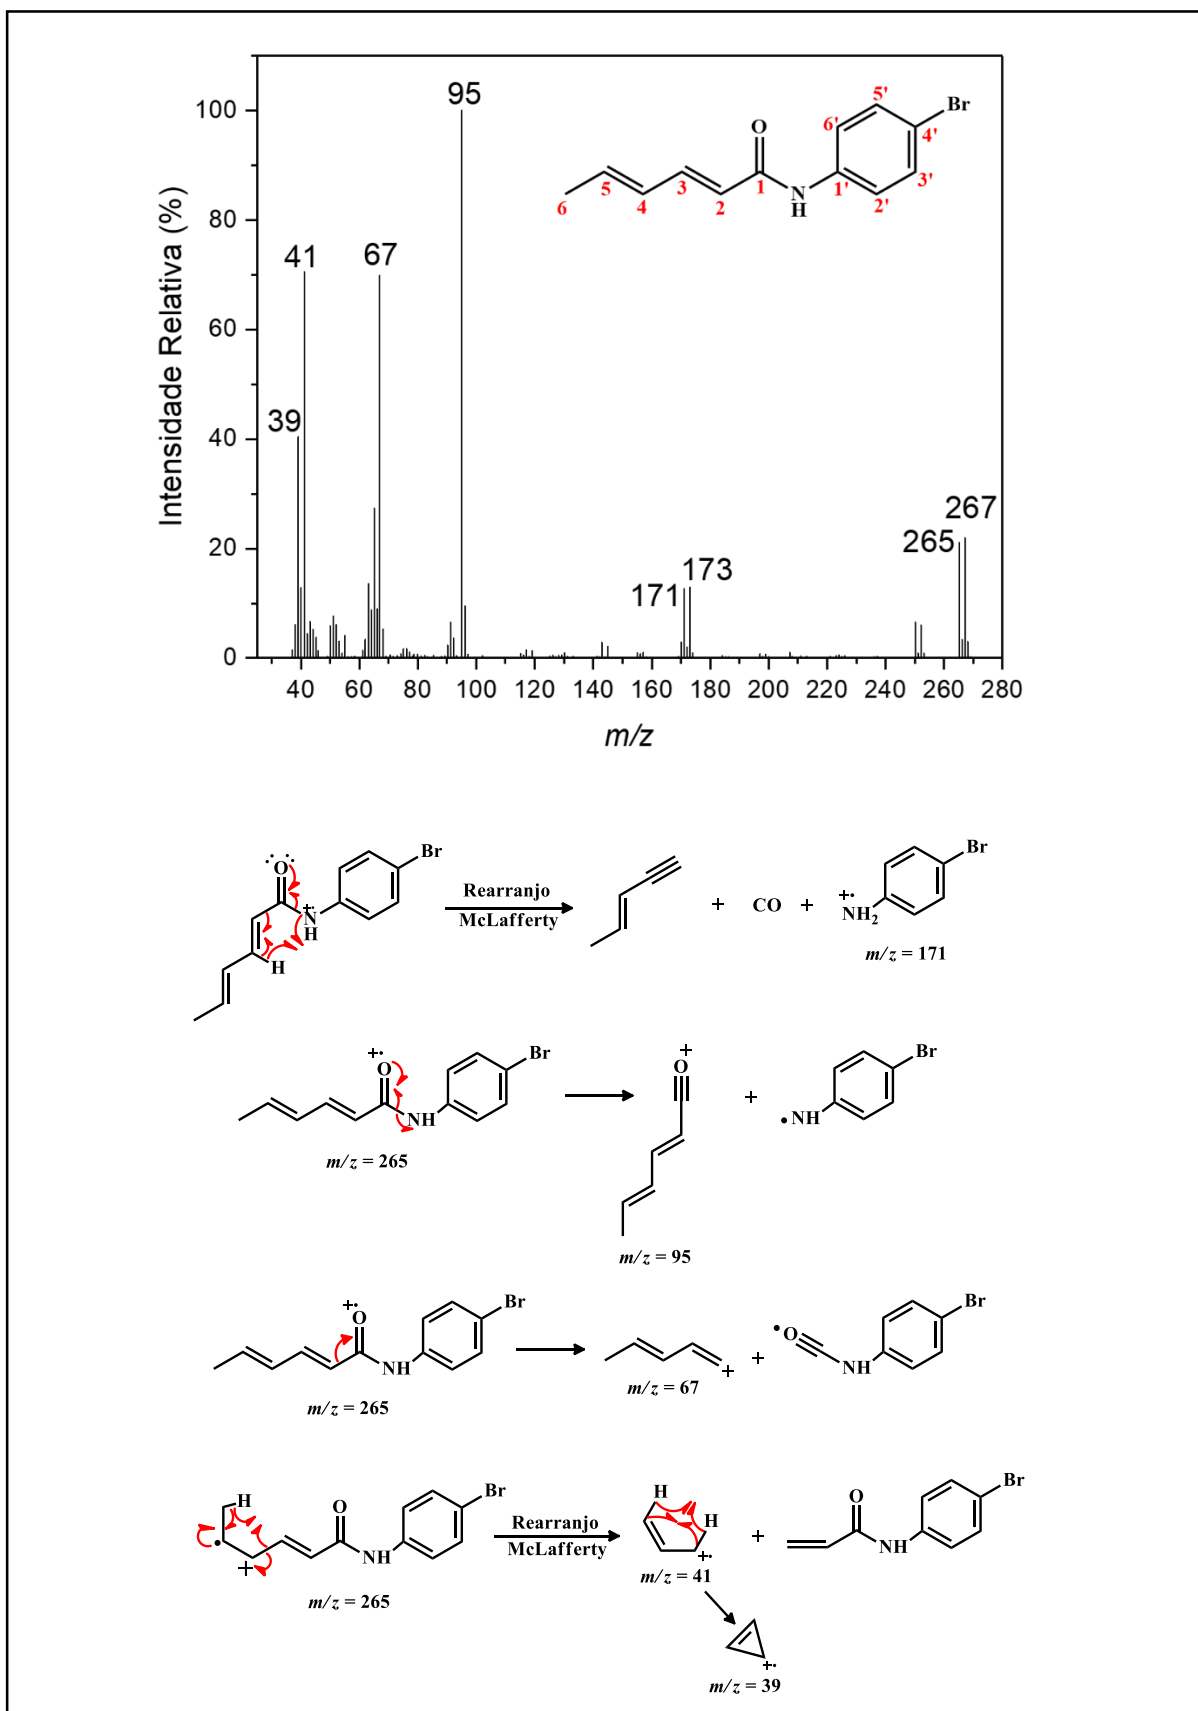 95
100
41
67
80
60
39
40
20
0
171
173
265
267
Intensidade Relativa (%)
40 60 80 100 120 140 160 180 200 220 240 260 280
m/z
O
N
H
Br
1 2 3 4 5 6
1' 2' 3' 4' 5' 6'
O
+·
N
H
H
Br
Rearranjo
McLafferty
+ CO +
+·
NH2
Br
m/z = 171
+·
O
NH
Br
m/z = 265
+
O
m/z = 95
+
• NH
Br
+·
O
NH
Br
m/z = 265
+
m/z = 67
+
• O
NH
Br
H
•
+
O
NH
Br
m/z = 265
Rearranjo
McLafferty
H
H
+·
m/z = 41
+
O
NH
Br
+·
m/z = 39